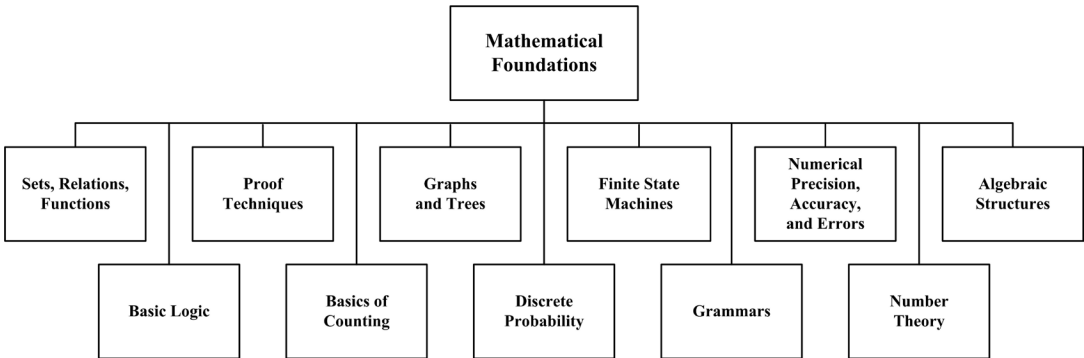 Mathematical
Foundations
Sets, Relations,
Functions
Proof
Techniques
Graphs
and Trees
Finite State
Machines
Numerical
Precision,
Accuracy,
and Errors
Algebraic
Structures
Basic Logic
Basics of
Counting
Discrete
Probability
Grammars
Number
Theory